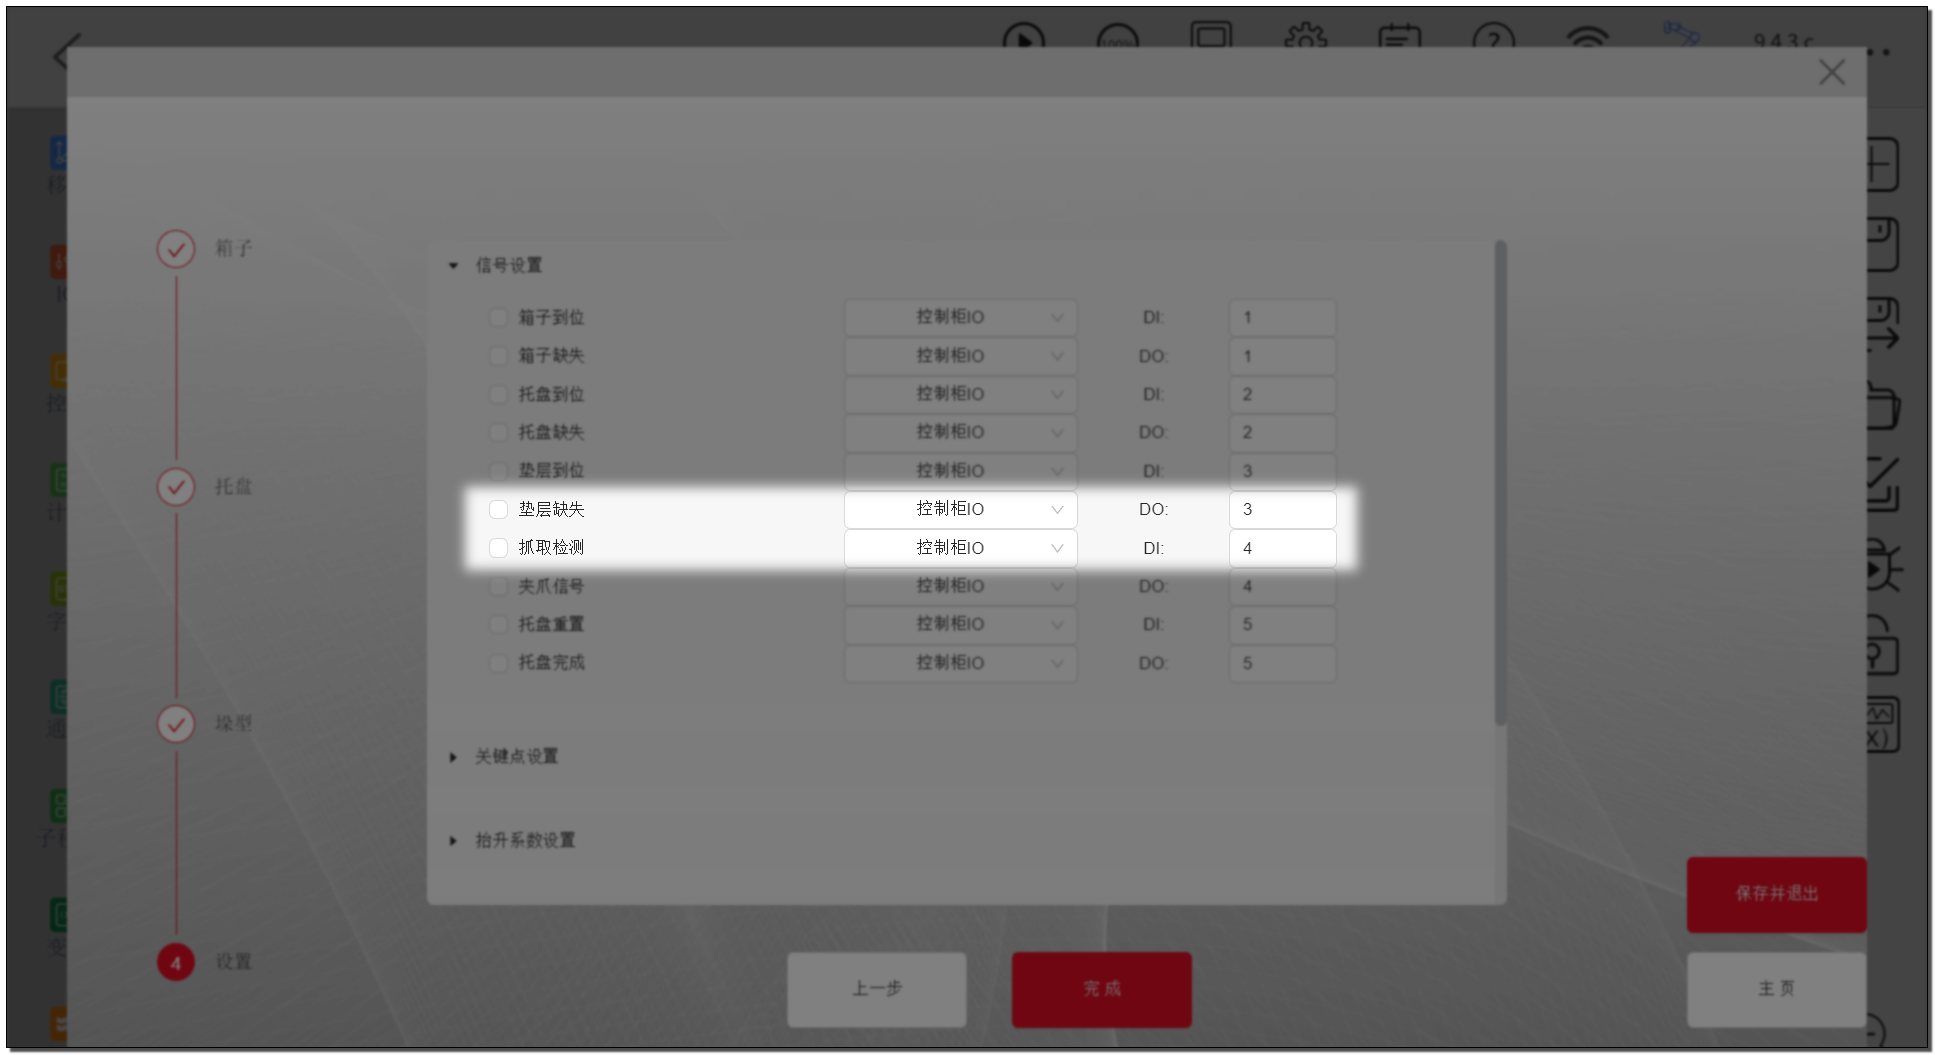 100%
943c
箱子
托盘
垛型
4 设置
信号设置
箱子到位 控制柜IO DI: 1
箱子缺失 控制柜IO DO: 1
托盘到位 控制柜IO DI: 2
托盘缺失 控制柜IO DO: 2
垫层到位 控制柜IO DI: 3
垫层缺失 控制柜IO DO: 3
抓取检测 控制柜IO DI: 4
夹爪信号 控制柜IO DO: 4
托盘重置 控制柜IO DI: 5
托盘完成 控制柜IO DO: 5
关键点设置
抬升系数设置
保存并退出
上一步
完成
主页